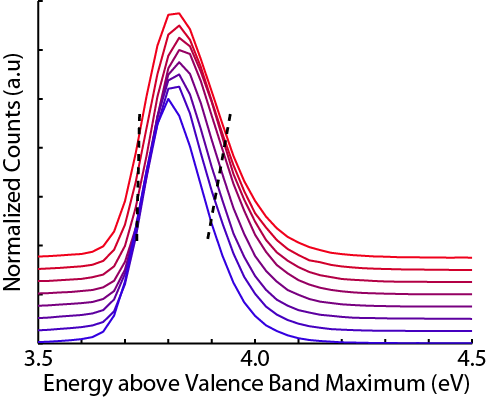 Normalized Counts (a.u)
3.5
4.0
4.5
Energy above Valence Band Maximum (eV)